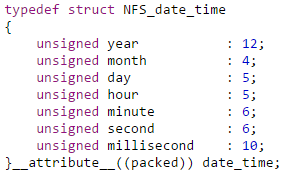 typedef struct NFS_date_time
{
    unsigned year        : 12;
    unsigned month       : 4;
    unsigned day         : 5;
    unsigned hour        : 5;
    unsigned minute      : 6;
    unsigned second      : 6;
    unsigned millisecond : 10;
}__attribute__((packed)) date_time;